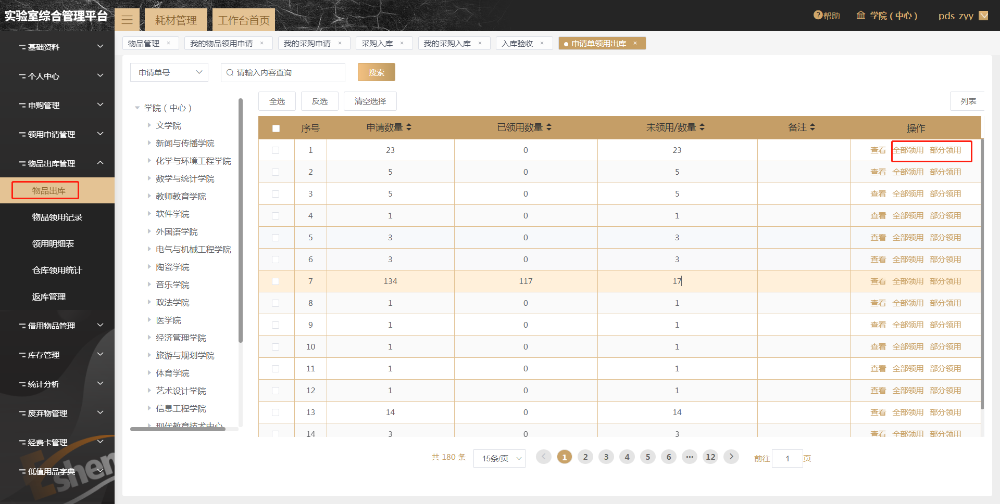 实验室综合管理平台
耗材管理
工作台首页
帮助
学院（中心）
pds zyy
基础资料
个人中心
申购管理
领用申请管理
物品出库管理
物品出库
物品领用记录
领用明细表
仓库领用统计
返库管理
借用物品管理
库存管理
统计分析
废弃物管理
经费卡管理
低值用品字典
Eshen
物品管理 ×
我的物品领用申请 ×
我的采购申请 ×
采购入库 ×
我的采购入库 ×
入库验收 ×
申请单领用出库 ×
申请单号
请输入内容查询
搜索
学院（中心）
文学院
新闻与传播学院
化学与环境工程学院
数学与统计学院
教师教育学院
软件学院
外国语学院
电气与机械工程学院
陶瓷学院
音乐学院
政法学院
医学院
经济管理学院
旅游与规划学院
体育学院
艺术设计学院
信息工程学院
现代教育技术中心
全选 反选 清空选择 列表
序号 申请数量 已领用数量 未领用/数量 备注 操作
1 23 0 23 查看 全部领用 部分领用
2 5 0 5 查看 全部领用 部分领用
3 5 0 5 查看 全部领用 部分领用
4 1 0 1 查看 全部领用 部分领用
5 3 0 3 查看 全部领用 部分领用
6 3 0 3 查看 全部领用 部分领用
7 134 117 17 查看 全部领用 部分领用
8 1 0 1 查看 全部领用 部分领用
9 1 0 1 查看 全部领用 部分领用
10 1 0 1 查看 全部领用 部分领用
11 1 0 1 查看 全部领用 部分领用
12 1 0 1 查看 全部领用 部分领用
13 14 0 14 查看 全部领用 部分领用
14 3 0 3 查看 全部领用 部分领用
共 180 条 15条/页 1 2 3 4 5 6 ··· 12 前往 1 页